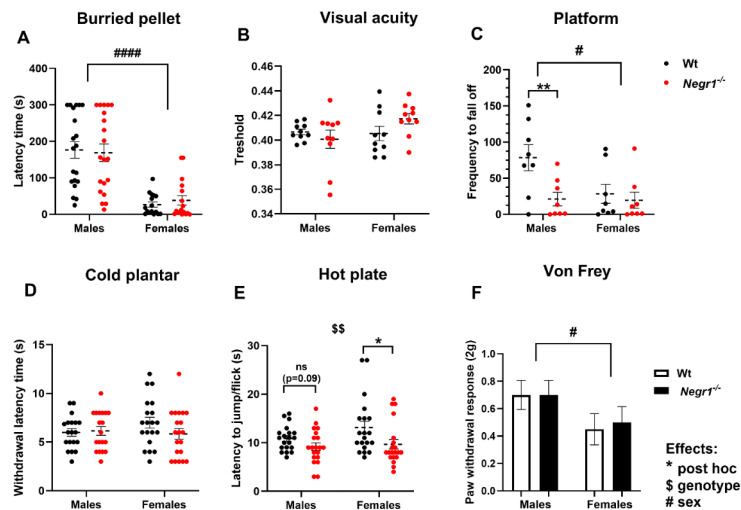 Burried pellet
Visual acuity
Platform
A
B
C
Wt
Negr1-/-
####
#
**
Latency time (s)
400
300
200
100
0
Males
Females
Treshold
0.46
0.44
0.42
0.40
0.38
0.36
0.34
Males
Females
Frequency to fall off
200
150
100
50
0
Males
Females
Cold plantar
Hot plate
Von Frey
D
E
F
Withdrawal latency time (s)
15
10
5
0
Males
Females
$$
ns
(p=0.09)
*
Latency to jump/flick (s)
30
20
10
0
Males
Females
#
Wt
Negr1-/-
Paw withdrawal response (2g)
1.0
0.8
0.6
0.4
0.2
0.0
Males
Females
Effects:
* post hoc
$ genotype
# sex